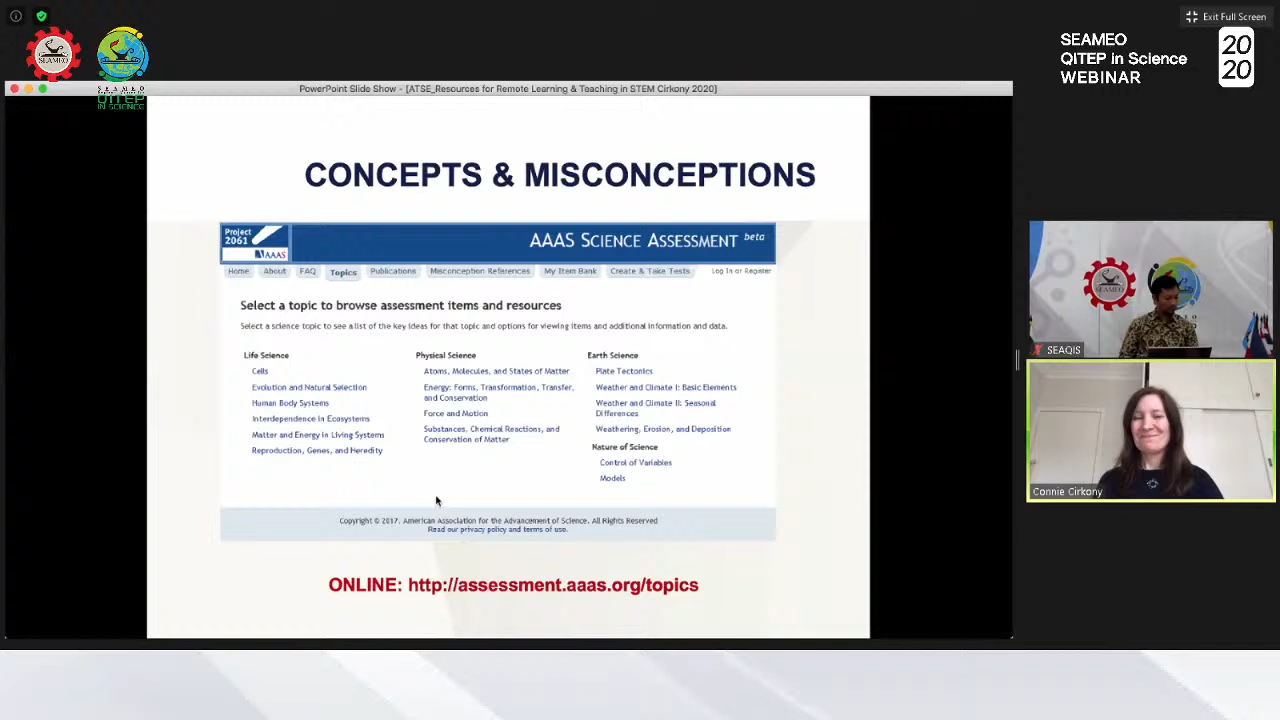 Exit Full Screen
SEAMEO
SEAMEO
QITEP in Science
WEBINAR
20
20
SEAMEO
QITEP
IN SCIENCE
PowerPoint Slide Show - [ATSE_Resources for Remote Learning & Teaching in STEM Cirkony 2020]
CONCEPTS & MISCONCEPTIONS
Project
2061
AAAS
AAAS SCIENCE ASSESSMENT beta
Home About FAQ Topics Publications Misconception References My Item Bank Create & Take Tests Log In or Register
Select a topic to browse assessment items and resources
Select a science topic to see a list of the key ideas for that topic and options for viewing items and additional information and data.
Life Science
Cells
Evolution and Natural Selection
Human Body Systems
Interdependence in Ecosystems
Matter and Energy in Living Systems
Reproduction, Genes, and Heredity
Physical Science
Atoms, Molecules, and States of Matter
Energy: Forms, Transformation, Transfer,
and Conservation
Force and Motion
Substances, Chemical Reactions, and
Conservation of Matter
Earth Science
Plate Tectonics
Weather and Climate I: Basic Elements
Weather and Climate II: Seasonal
Differences
Weathering, Erosion, and Deposition
Nature of Science
Control of Variables
Models
Copyright © 2017. American Association for the Advancement of Science. All Rights Reserved
Read our privacy policy and terms of use.
ONLINE: http://assessment.aaas.org/topics
SEAMEO
SEAQIS
Connie Cirkony